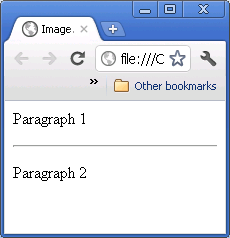 Image.
file:///C
» Other bookmarks
Paragraph 1
Paragraph 2